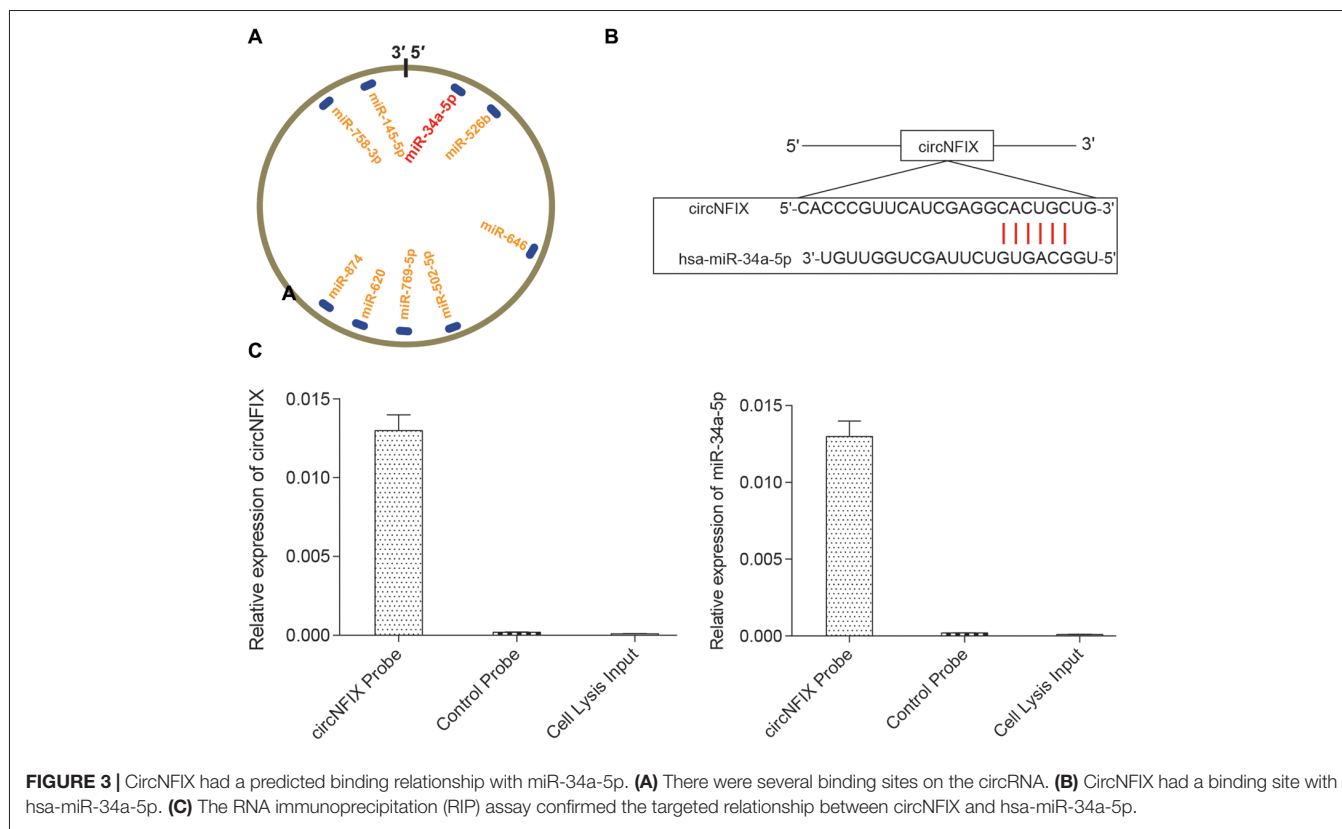 A
3′ 5′
miR-758-3p
miR-145-5p
miR-34a-5p
miR-526b
miR-646
miR-502-5p
miR-769-5p
miR-620
miR-874
A
B
5'
circNFIX
3'
circNFIX 5'-CACCCGUUCAUCGAGGCACUGCUG-3'
hsa-miR-34a-5p 3'-UGUUGGUCGAUUCUGUGACGGU-5'
C
Relative expression of circNFIX
0.015
0.010
0.005
0.000
circNFIX Probe
Control Probe
Cell Lysis Input
Relative expression of miR-34a-5p
0.015
0.010
0.005
0.000
circNFIX Probe
Control Probe
Cell Lysis Input
FIGURE 3 | CircNFIX had a predicted binding relationship with miR-34a-5p. (A) There were several binding sites on the circRNA. (B) CircNFIX had a binding site with
hsa-miR-34a-5p. (C) The RNA immunoprecipitation (RIP) assay confirmed the targeted relationship between circNFIX and hsa-miR-34a-5p.